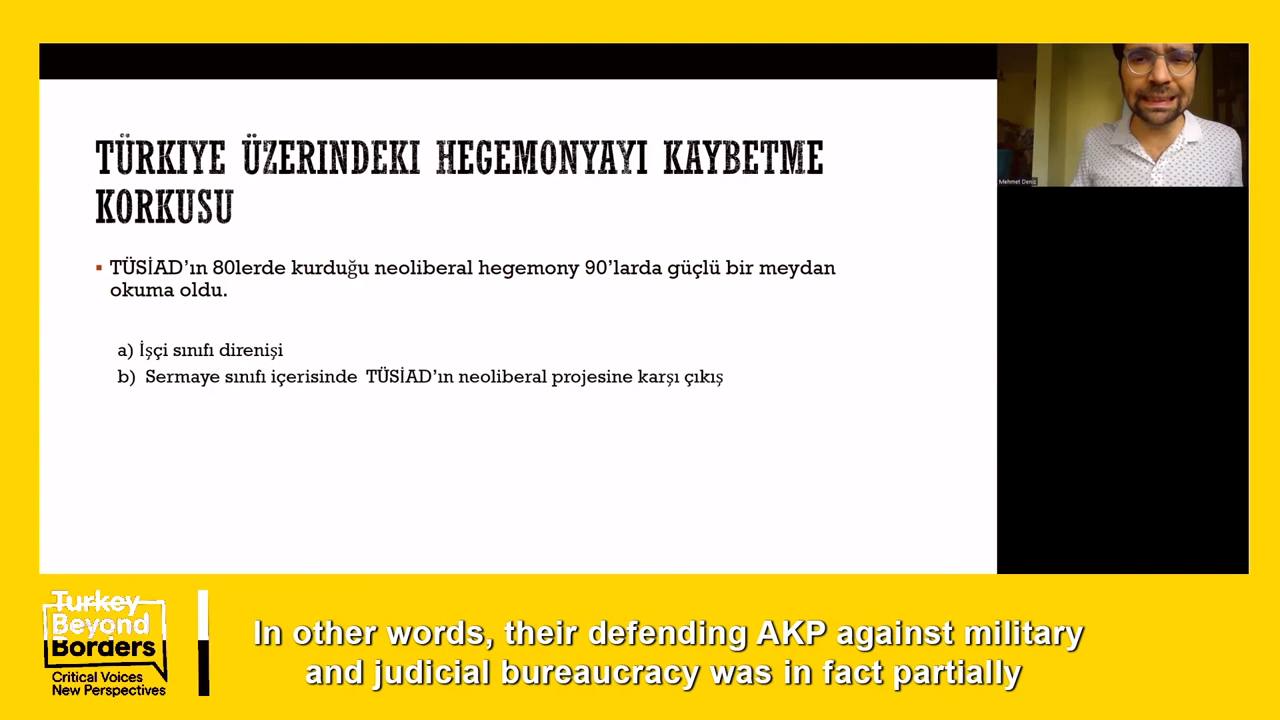 TÜRKIYE ÜZERINDEKI HEGEMONYAYI KAYBETME
KORKUSU
▪ TÜSİAD'ın 80lerde kurduğu neoliberal hegemony 90'larda güçlü bir meydan
okuma oldu.
a) İşçi sınıfı direnişi
b) Sermaye sınıfı içerisinde TÜSİAD'ın neoliberal projesine karşı çıkış
Mehmet Deniz
Turkey
Beyond
Borders
Critical Voices
New Perspectives
In other words, their defending AKP against military
and judicial bureaucracy was in fact partially